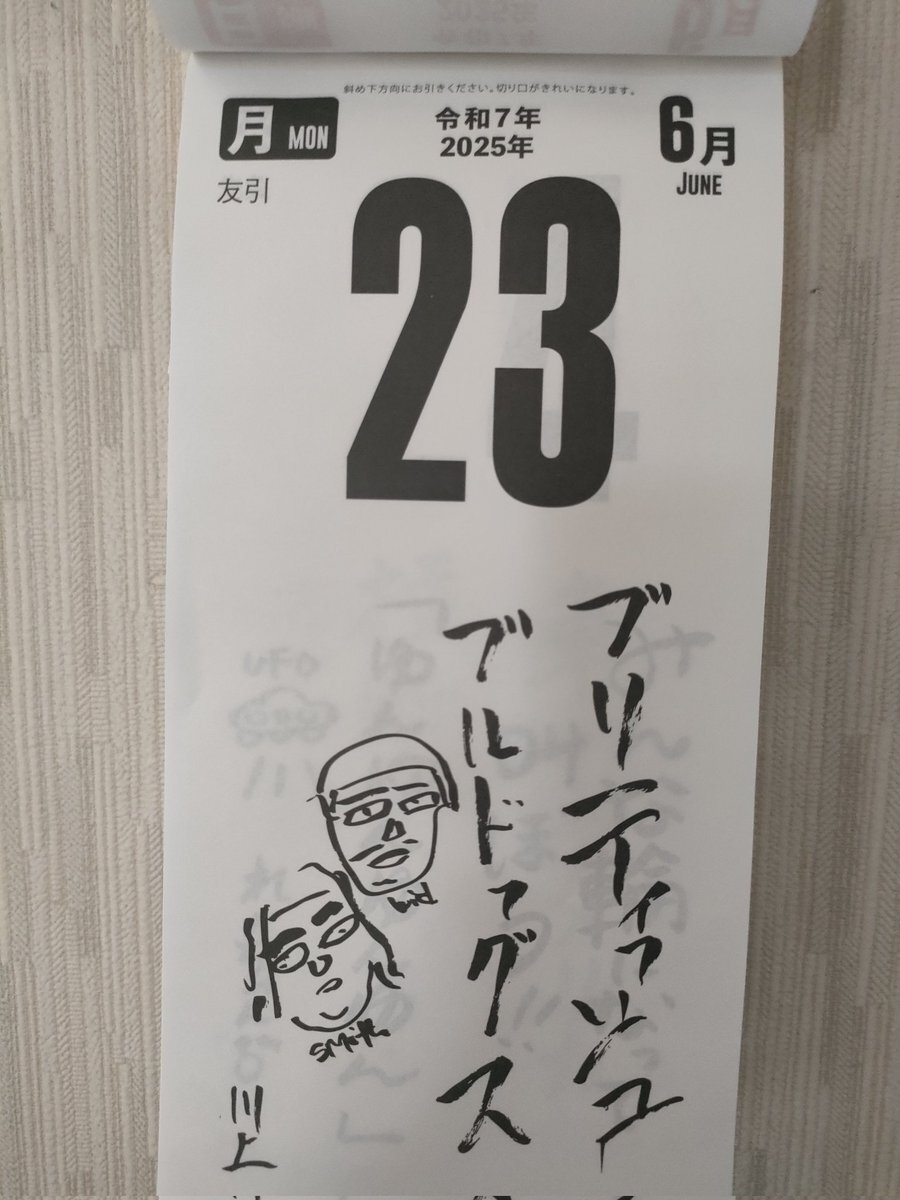 斜め下方向にお引きください。切り口がきれいになります。
月 MON
令和7年
2025年
6月
JUNE
友引
23
ブリティッシュ
ブルドッグス
SMith
川上